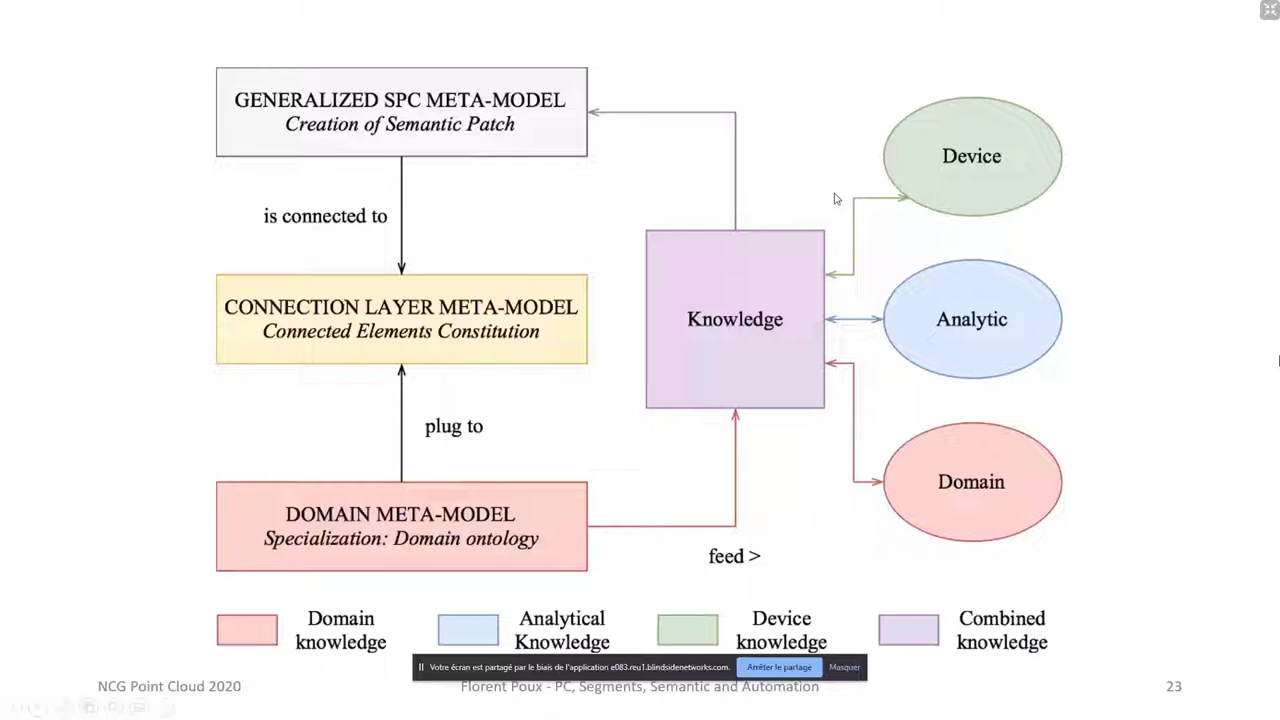 GENERALIZED SPC META-MODEL
Creation of Semantic Patch
Device
is connected to
CONNECTION LAYER META-MODEL
Connected Elements Constitution
Knowledge
Analytic
plug to
Domain
DOMAIN META-MODEL
Specialization: Domain ontology
feed >
Domain
knowledge
Analytical
Knowledge
Device
knowledge
Combined
knowledge
Votre écran est partagé par le biais de l'application e083.reu1.blindsidenetworks.com.
Arrêter le partage
Masquer
NCG Point Cloud 2020
Florent Poux - PC, Segments, Semantic and Automation
23